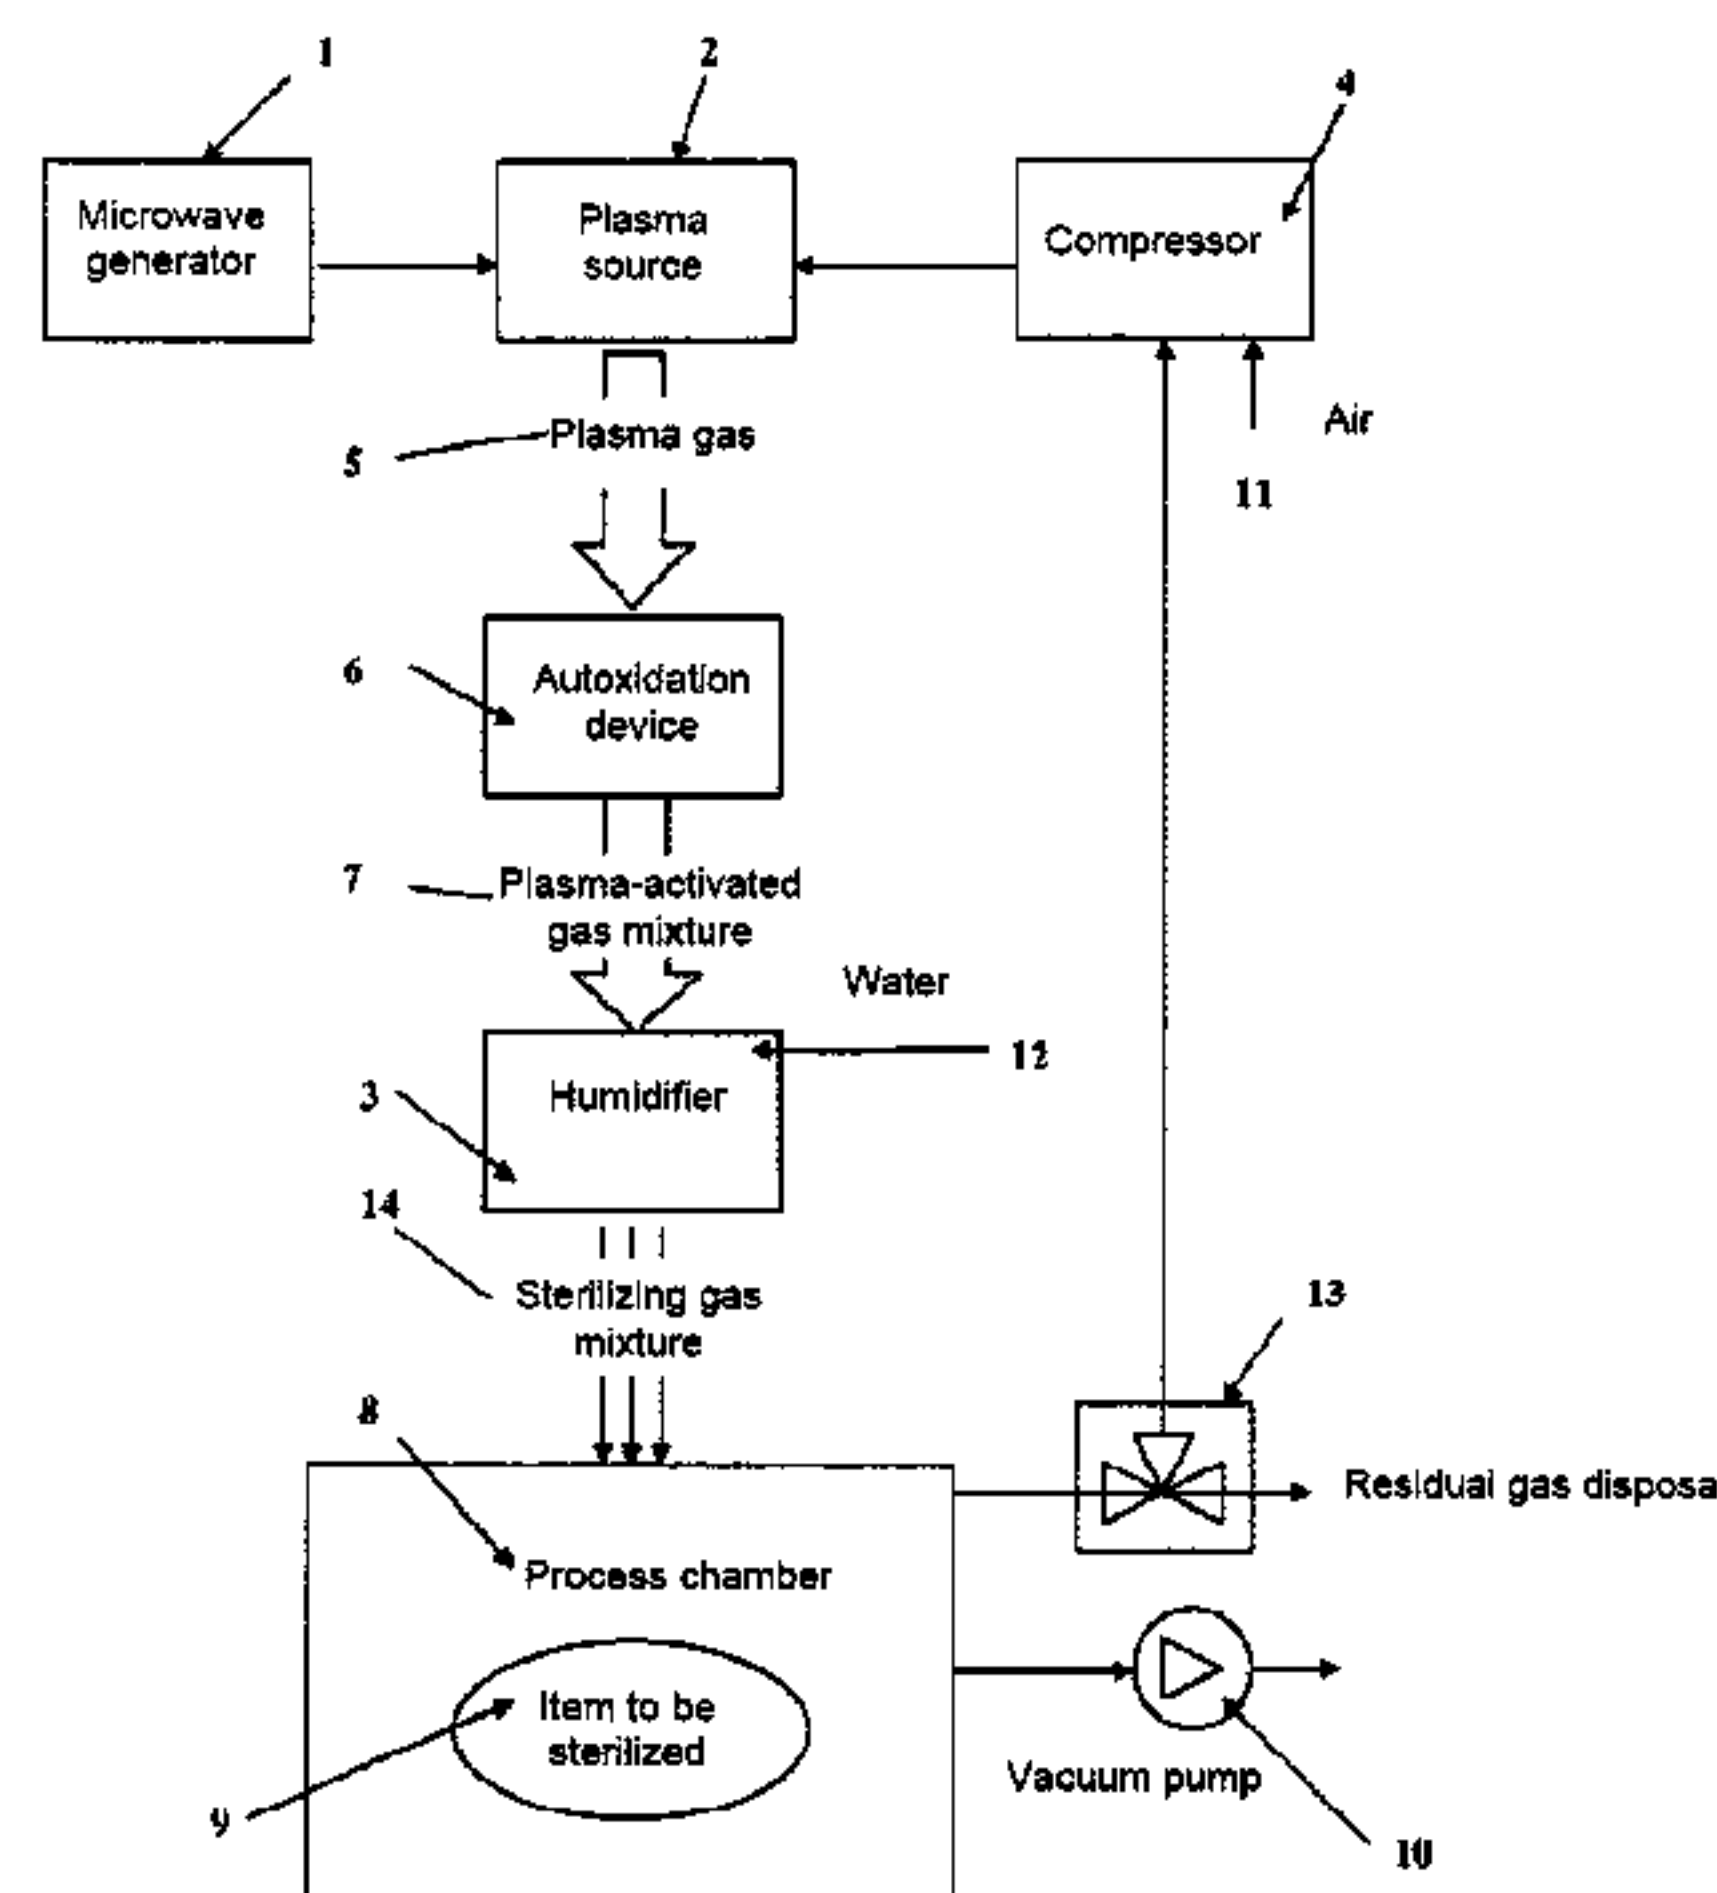 1
2
4
Microwave
generator
Plasma
source
Compressor
5
Plasma gas
Air
11
6
Autoxidation
device
7
Plasma-activated
gas mixture
Water
12
3
Humidifier
14
Sterilizing gas
mixture
13
8
Residual gas disposa
Process chamber
Item to be
sterilized
Vacuum pump
9
10